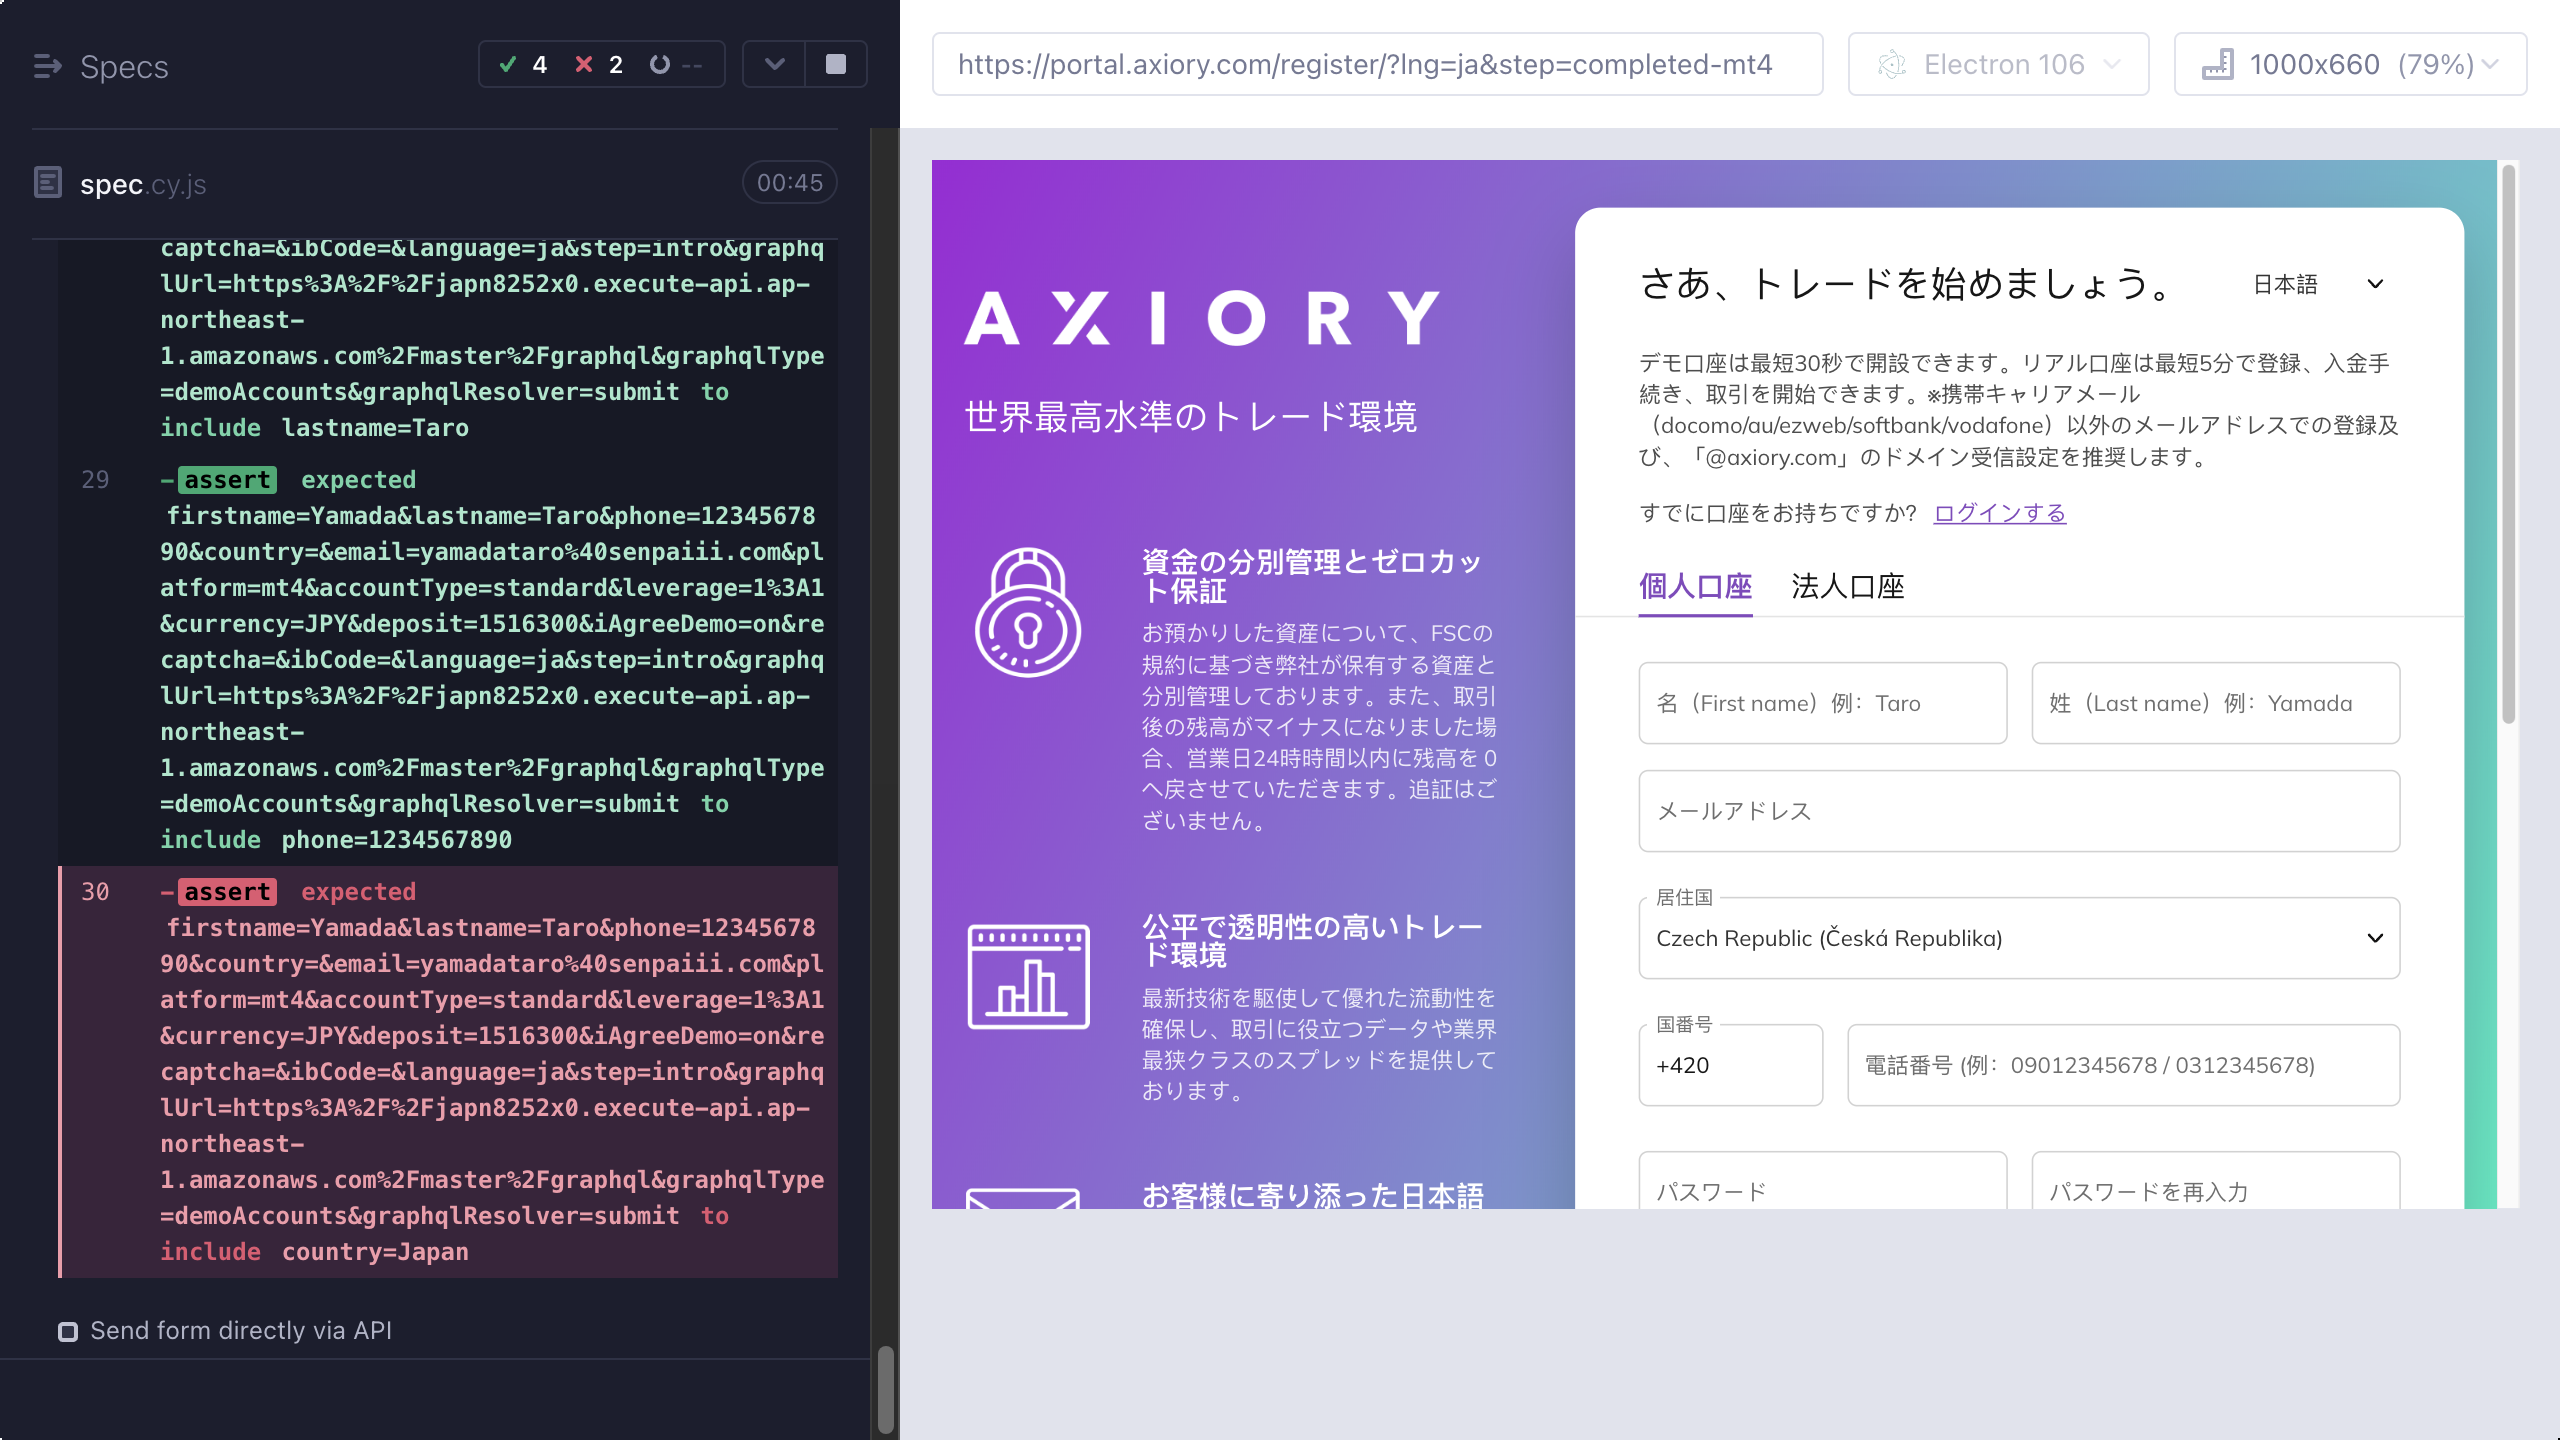 Specs
4
2
--
spec.cy.js
00:45
captcha=&ibCode=&language=ja&step=intro&graphq
lUrl=https%3A%2F%2Fjapn8252x0.execute-api.ap-
northeast-
1.amazonaws.com%2Fmaster%2Fgraphql&graphqlType
=demoAccounts&graphqlResolver=submit to
include lastname=Taro
29 -assert expected
firstname=Yamada&lastname=Taro&phone=12345678
90&country=&email=yamadataro%40senpaiii.com&pl
atform=mt4&accountType=standard&leverage=1%3A1
&currency=JPY&deposit=1516300&iAgreeDemo=on&re
captcha=&ibCode=&language=ja&step=intro&graphq
lUrl=https%3A%2F%2Fjapn8252x0.execute-api.ap-
northeast-
1.amazonaws.com%2Fmaster%2Fgraphql&graphqlType
=demoAccounts&graphqlResolver=submit to
include phone=1234567890
30 -assert expected
firstname=Yamada&lastname=Taro&phone=12345678
90&country=&email=yamadataro%40senpaiii.com&pl
atform=mt4&accountType=standard&leverage=1%3A1
&currency=JPY&deposit=1516300&iAgreeDemo=on&re
captcha=&ibCode=&language=ja&step=intro&graphq
lUrl=https%3A%2F%2Fjapn8252x0.execute-api.ap-
northeast-
1.amazonaws.com%2Fmaster%2Fgraphql&graphqlType
=demoAccounts&graphqlResolver=submit to
include country=Japan
Send form directly via API
https://portal.axiory.com/register/?lng=ja&step=completed-mt4
Electron 106
1000x660 (79%)
AXIORY
世界最高水準のトレード環境
資金の分別管理とゼロカッ
ト保証
お預かりした資産について、FSCの
規約に基づき弊社が保有する資産と
分別管理しております。また、取引
後の残高がマイナスになりました場
合、営業日24時時間以内に残高を０
へ戻させていただきます。追証はご
ざいません。
公平で透明性の高いトレー
ド環境
最新技術を駆使して優れた流動性を
確保し、取引に役立つデータや業界
最狭クラスのスプレッドを提供して
おります。
お客様に寄り添った日本語
さあ、トレードを始めましょう。
日本語
デモ口座は最短30秒で開設できます。リアル口座は最短5分で登録、入金手
続き、取引を開始できます。※携帯キャリアメール
（docomo/au/ezweb/softbank/vodafone）以外のメールアドレスでの登録及
び、「@axiory.com」のドメイン受信設定を推奨します。
すでに口座をお持ちですか? ログインする
個人口座 法人口座
名（First name）例：Taro
姓（Last name）例：Yamada
メールアドレス
居住国
Czech Republic (Česká Republika)
国番号
+420
電話番号 (例：09012345678 / 0312345678)
パスワード
パスワードを再入力